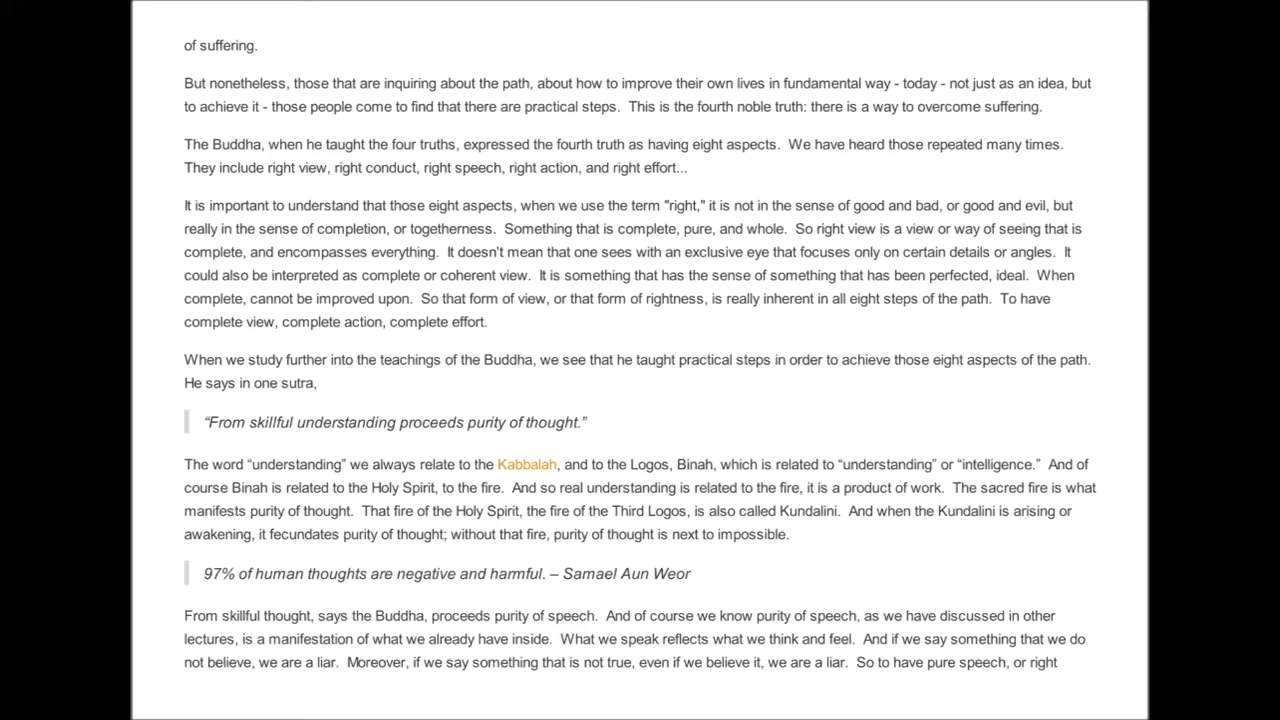 of suffering.
But nonetheless, those that are inquiring about the path, about how to improve their own lives in fundamental way - today - not just as an idea, but
to achieve it - those people come to find that there are practical steps.  This is the fourth noble truth: there is a way to overcome suffering.
The Buddha, when he taught the four truths, expressed the fourth truth as having eight aspects.  We have heard those repeated many times.
They include right view, right conduct, right speech, right action, and right effort...
It is important to understand that those eight aspects, when we use the term "right," it is not in the sense of good and bad, or good and evil, but
really in the sense of completion, or togetherness.  Something that is complete, pure, and whole.  So right view is a view or way of seeing that is
complete, and encompasses everything.  It doesn't mean that one sees with an exclusive eye that focuses only on certain details or angles.  It
could also be interpreted as complete or coherent view.  It is something that has the sense of something that has been perfected, ideal.  When
complete, cannot be improved upon.  So that form of view, or that form of rightness, is really inherent in all eight steps of the path.  To have
complete view, complete action, complete effort.
When we study further into the teachings of the Buddha, we see that he taught practical steps in order to achieve those eight aspects of the path.
He says in one sutra,
“From skillful understanding proceeds purity of thought.”
The word “understanding” we always relate to the Kabbalah, and to the Logos, Binah, which is related to “understanding” or “intelligence.”  And of
course Binah is related to the Holy Spirit, to the fire.  And so real understanding is related to the fire, it is a product of work.  The sacred fire is what
manifests purity of thought.  That fire of the Holy Spirit, the fire of the Third Logos, is also called Kundalini.  And when the Kundalini is arising or
awakening, it fecundates purity of thought; without that fire, purity of thought is next to impossible.
97% of human thoughts are negative and harmful. – Samael Aun Weor
From skillful thought, says the Buddha, proceeds purity of speech.  And of course we know purity of speech, as we have discussed in other
lectures, is a manifestation of what we already have inside.  What we speak reflects what we think and feel.  And if we say something that we do
not believe, we are a liar.  Moreover, if we say something that is not true, even if we believe it, we are a liar.  So to have pure speech, or right